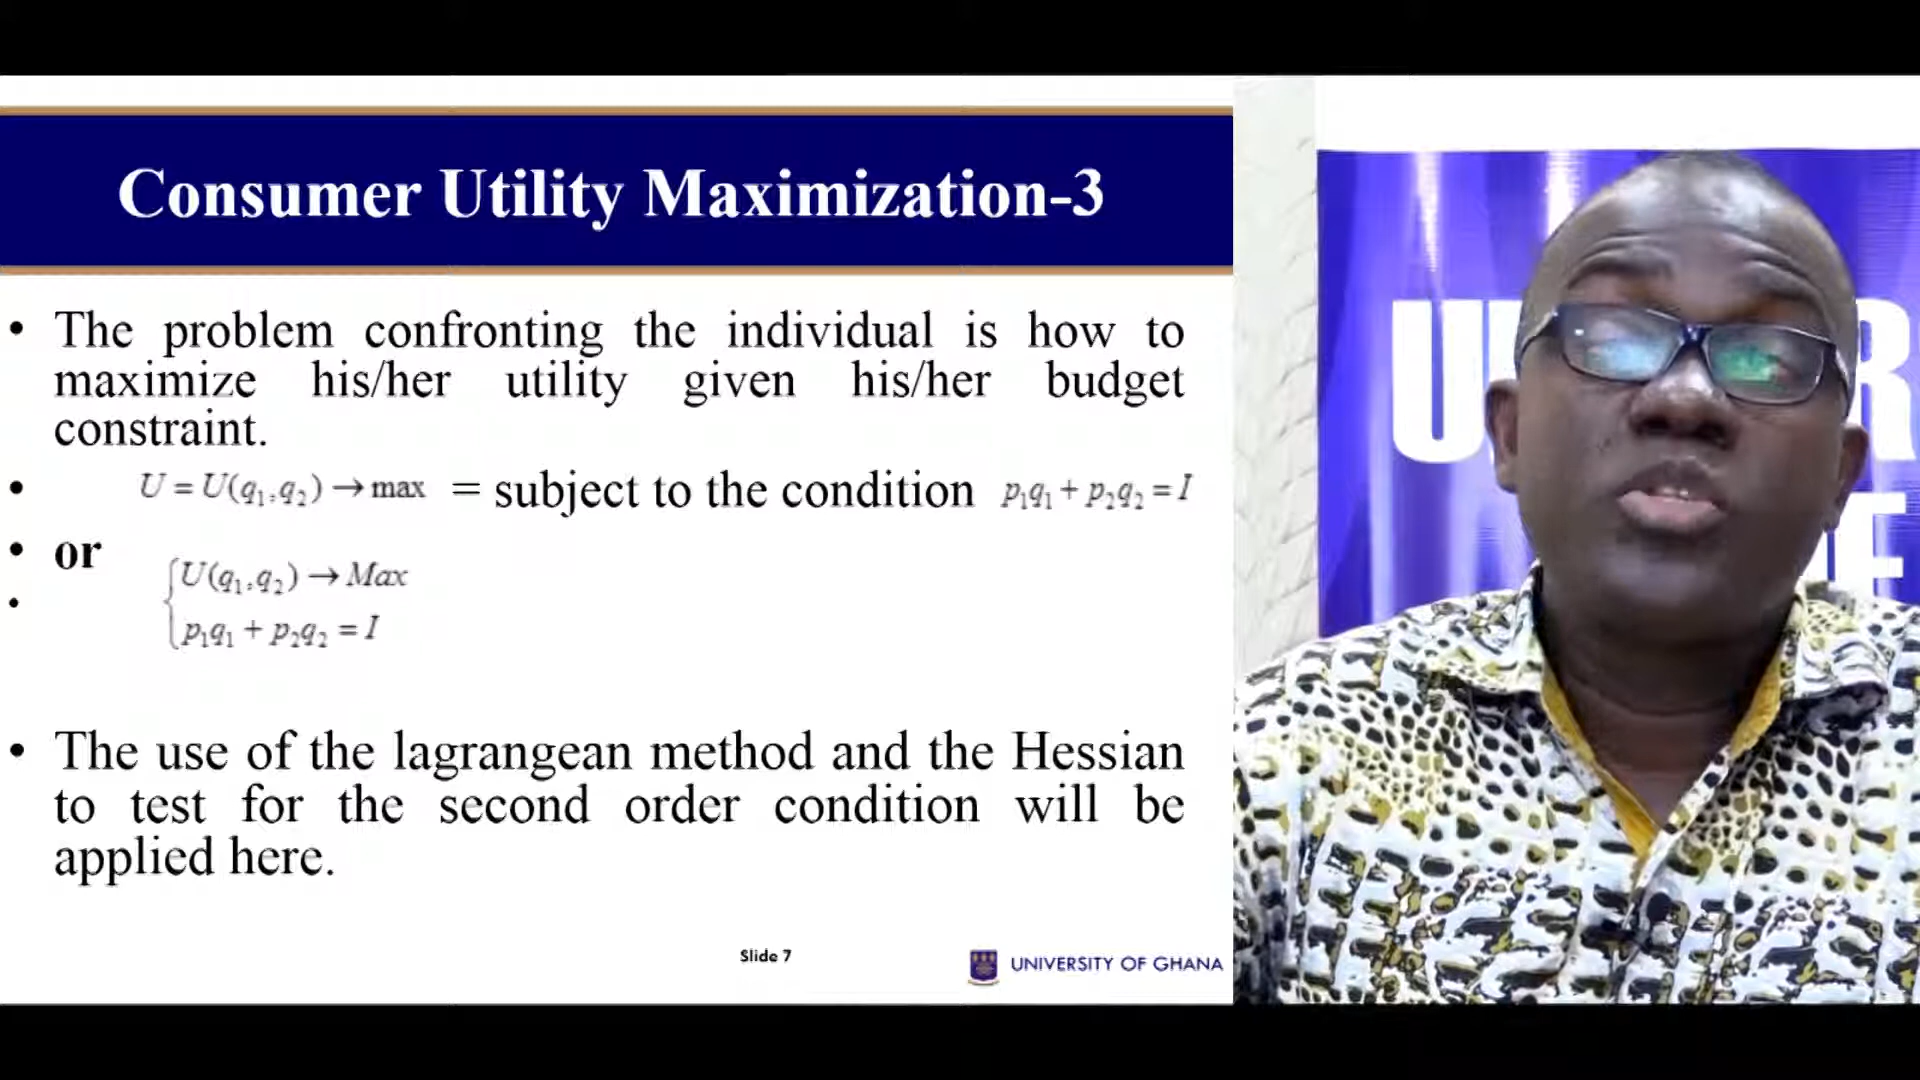 Consumer Utility Maximization-3
• The problem confronting the individual is how to
maximize his/her utility given his/her budget
constraint.
• U = U(q₁,q₂) → max = subject to the condition p₁q₁ + p₂q₂ = I
• or
• { U(q₁,q₂) → Max
p₁q₁ + p₂q₂ = I
• The use of the lagrangean method and the Hessian
to test for the second order condition will be
applied here.
Slide 7
UNIVERSITY OF GHANA